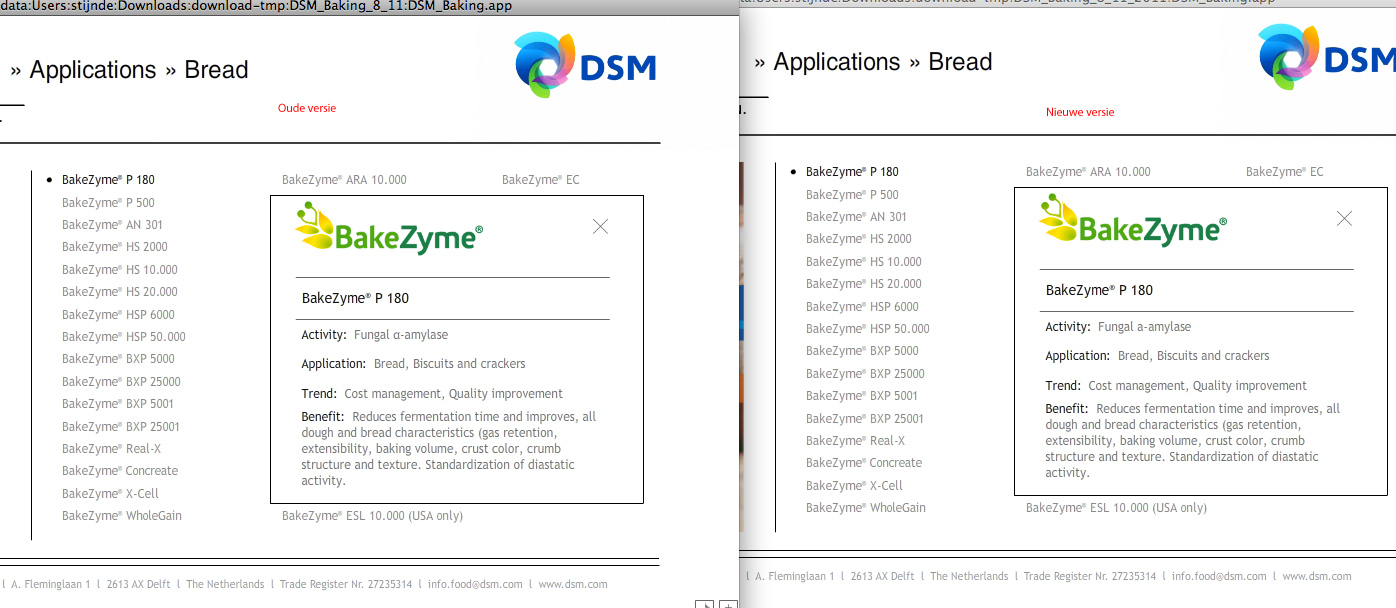 data:Users:stijnde:Downloads:download-tmp:DSM_Baking_8_11:DSM_Baking.app
» Applications » Bread
DSM
Oude versie
BakeZyme® P 180
BakeZyme® P 500
BakeZyme® AN 301
BakeZyme® HS 2000
BakeZyme® HS 10.000
BakeZyme® HS 20.000
BakeZyme® HSP 6000
BakeZyme® HSP 50.000
BakeZyme® BXP 5000
BakeZyme® BXP 25000
BakeZyme® BXP 5001
BakeZyme® BXP 25001
BakeZyme® Real-X
BakeZyme® Concreate
BakeZyme® X-Cell
BakeZyme® WholeGain
BakeZyme® ARA 10.000
BakeZyme® EC
BakeZyme®
BakeZyme® P 180
Activity: Fungal α-amylase
Application: Bread, Biscuits and crackers
Trend: Cost management, Quality improvement
Benefit: Reduces fermentation time and improves, all
dough and bread characteristics (gas retention,
extensibility, baking volume, crust color, crumb
structure and texture. Standardization of diastatic
activity.
BakeZyme® ESL 10.000 (USA only)
l A. Fleminglaan 1 l 2613 AX Delft l The Netherlands l Trade Register Nr. 27235314 l info.food@dsm.com l www.dsm.com
ta:Users:stijnde:Downloads:download-tmp:DSM_Baking_8_11_2011:DSM_Baking.app
» Applications » Bread
DSM
Nieuwe versie
BakeZyme® P 180
BakeZyme® P 500
BakeZyme® AN 301
BakeZyme® HS 2000
BakeZyme® HS 10.000
BakeZyme® HS 20.000
BakeZyme® HSP 6000
BakeZyme® HSP 50.000
BakeZyme® BXP 5000
BakeZyme® BXP 25000
BakeZyme® BXP 5001
BakeZyme® BXP 25001
BakeZyme® Real-X
BakeZyme® Concreate
BakeZyme® X-Cell
BakeZyme® WholeGain
BakeZyme® ARA 10.000
BakeZyme® EC
BakeZyme®
BakeZyme® P 180
Activity: Fungal a-amylase
Application: Bread, Biscuits and crackers
Trend: Cost management, Quality improvement
Benefit: Reduces fermentation time and improves, all
dough and bread characteristics (gas retention,
extensibility, baking volume, crust color, crumb
structure and texture. Standardization of diastatic
activity.
BakeZyme® ESL 10.000 (USA only)
l A. Fleminglaan 1 l 2613 AX Delft l The Netherlands l Trade Register Nr. 27235314 l info.food@dsm.com l www.dsm.com